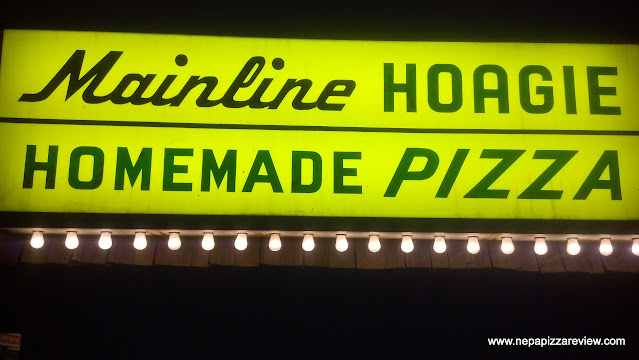 Mainline HOAGIE
HOMEMADE PIZZA
www.nepapizzareview.com